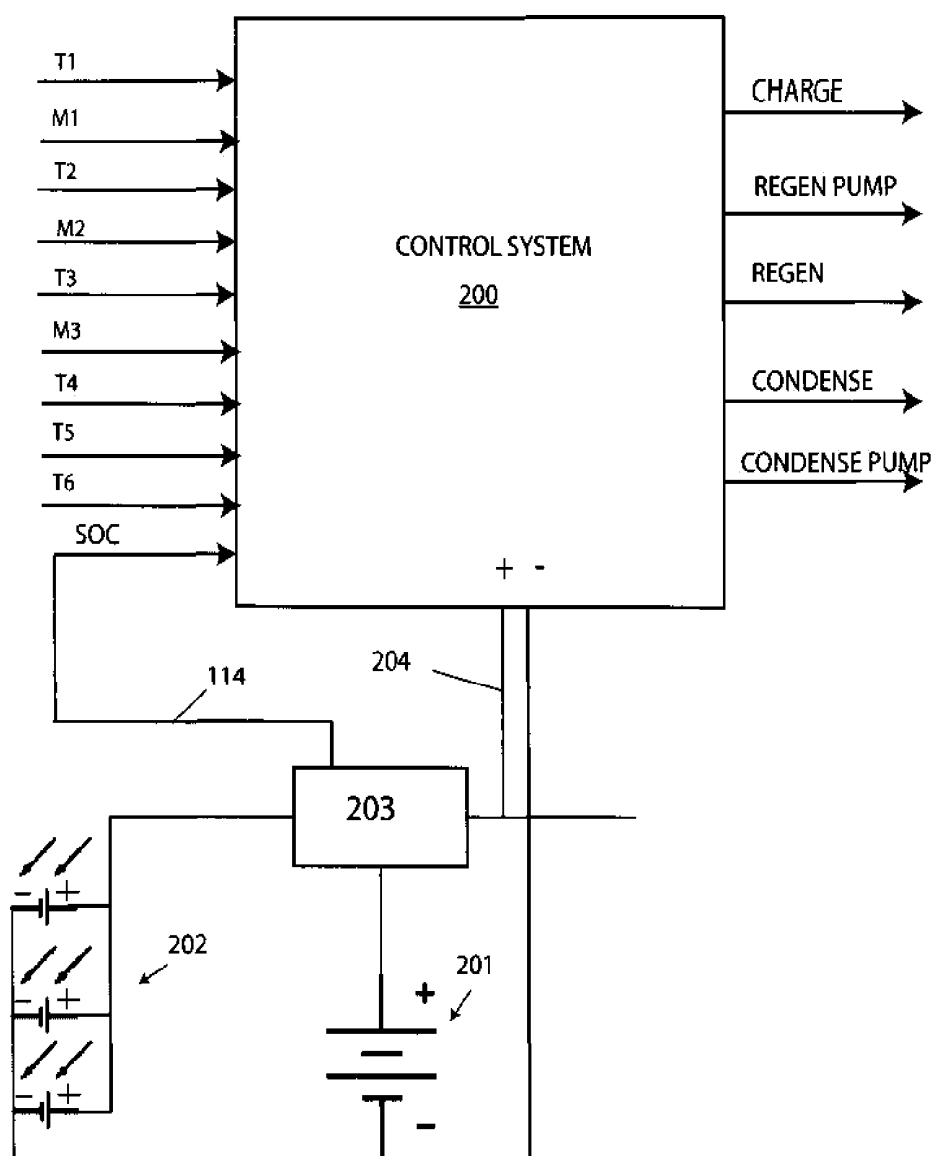 T1
M1
T2
M2
T3
M3
T4
T5
T6
SOC
CONTROL SYSTEM
200
CHARGE
REGEN PUMP
REGEN
CONDENSE
CONDENSE PUMP
+ -
204
114
203
- +
202
- +
- +
201
+
-